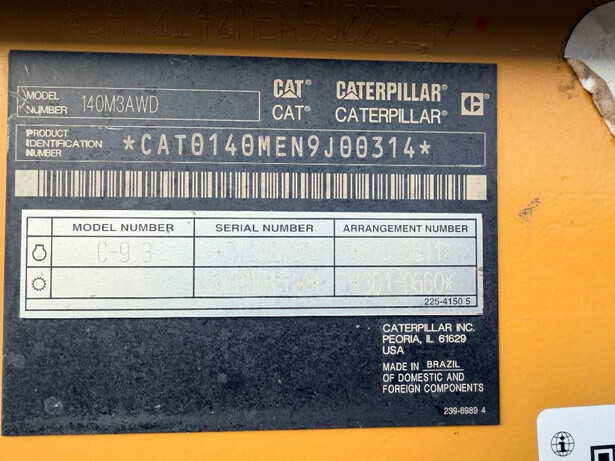 *CAT0140MEN9J00314*
MODEL NUMBER 140M3AWD
CAT® CATERPILLAR® C
CAT® CATERPILLAR®
PRODUCT IDENTIFICATION NUMBER *CAT0140MEN9J00314*
MODEL NUMBER SERIAL NUMBER ARRANGEMENT NUMBER
C-9.3
225-4150 5
CATERPILLAR INC.
PEORIA, IL 61629
USA
MADE IN BRAZIL
OF DOMESTIC AND
FOREIGN COMPONENTS
239-6989 4